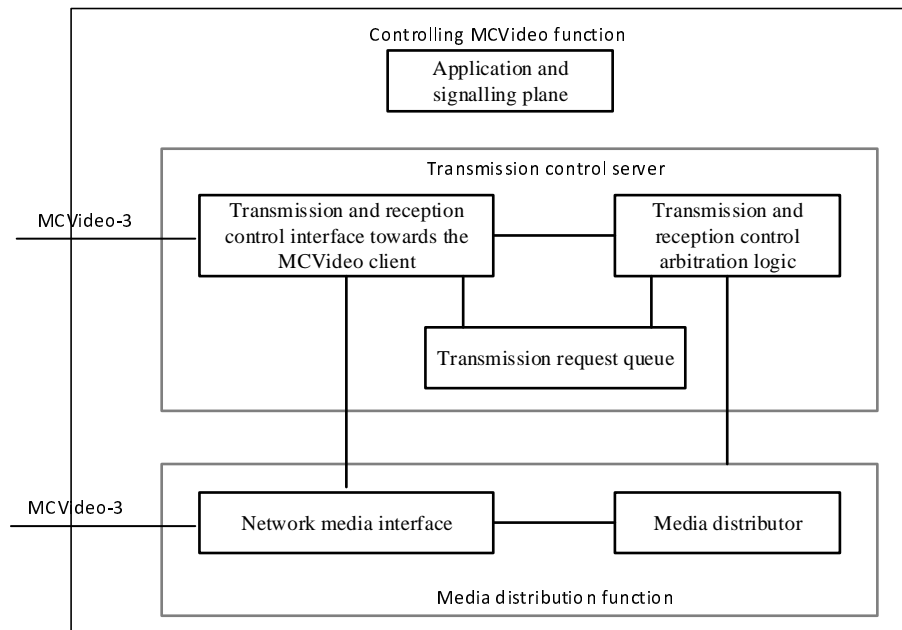 Controlling MCVideo function
Application and
signalling plane
Transmission control server
MCVideo-3
Transmission and reception
control interface towards the
MCVideo client
Transmission and
reception control
arbitration logic
Transmission request queue
MCVideo-3
Network media interface
Media distributor
Media distribution function